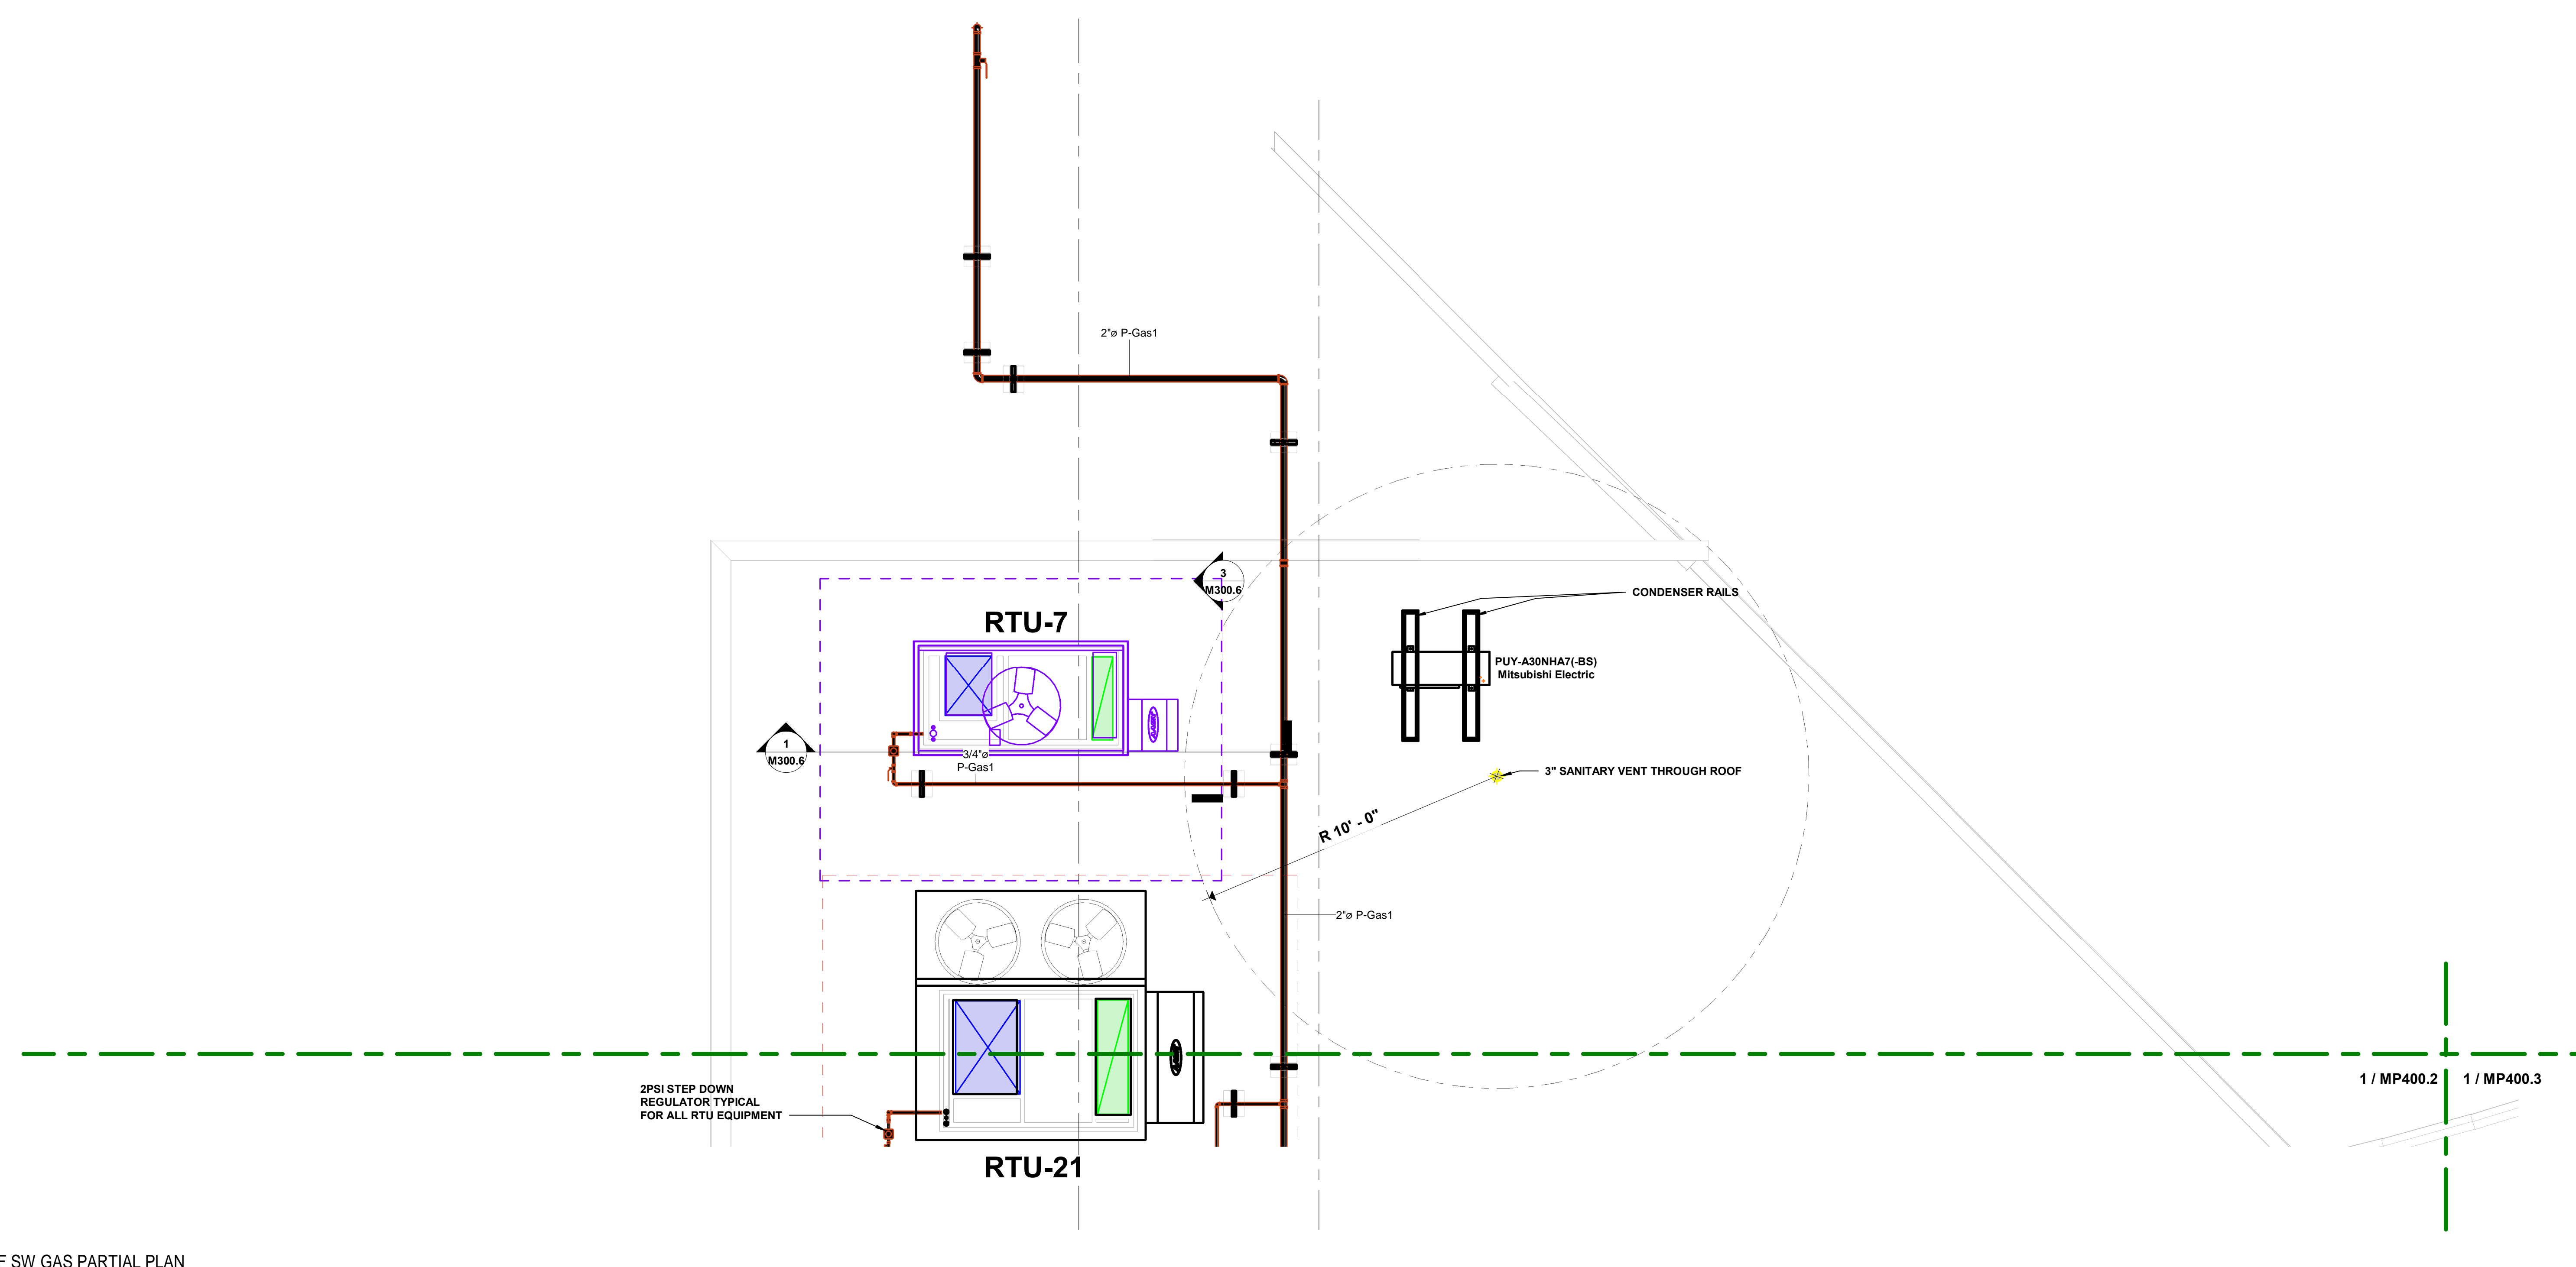 2"ø P-Gas1
3
M300.6
RTU-7
CONDENSER RAILS
PUY-A30NHA7(-BS)
Mitsubishi Electric
1
M300.6
3/4"ø
P-Gas1
3" SANITARY VENT THROUGH ROOF
R 10' - 0"
2"ø P-Gas1
2PSI STEP DOWN
REGULATOR TYPICAL
FOR ALL RTU EQUIPMENT
1 / MP400.2
1 / MP400.3
RTU-21
F SW GAS PARTIAL PLAN